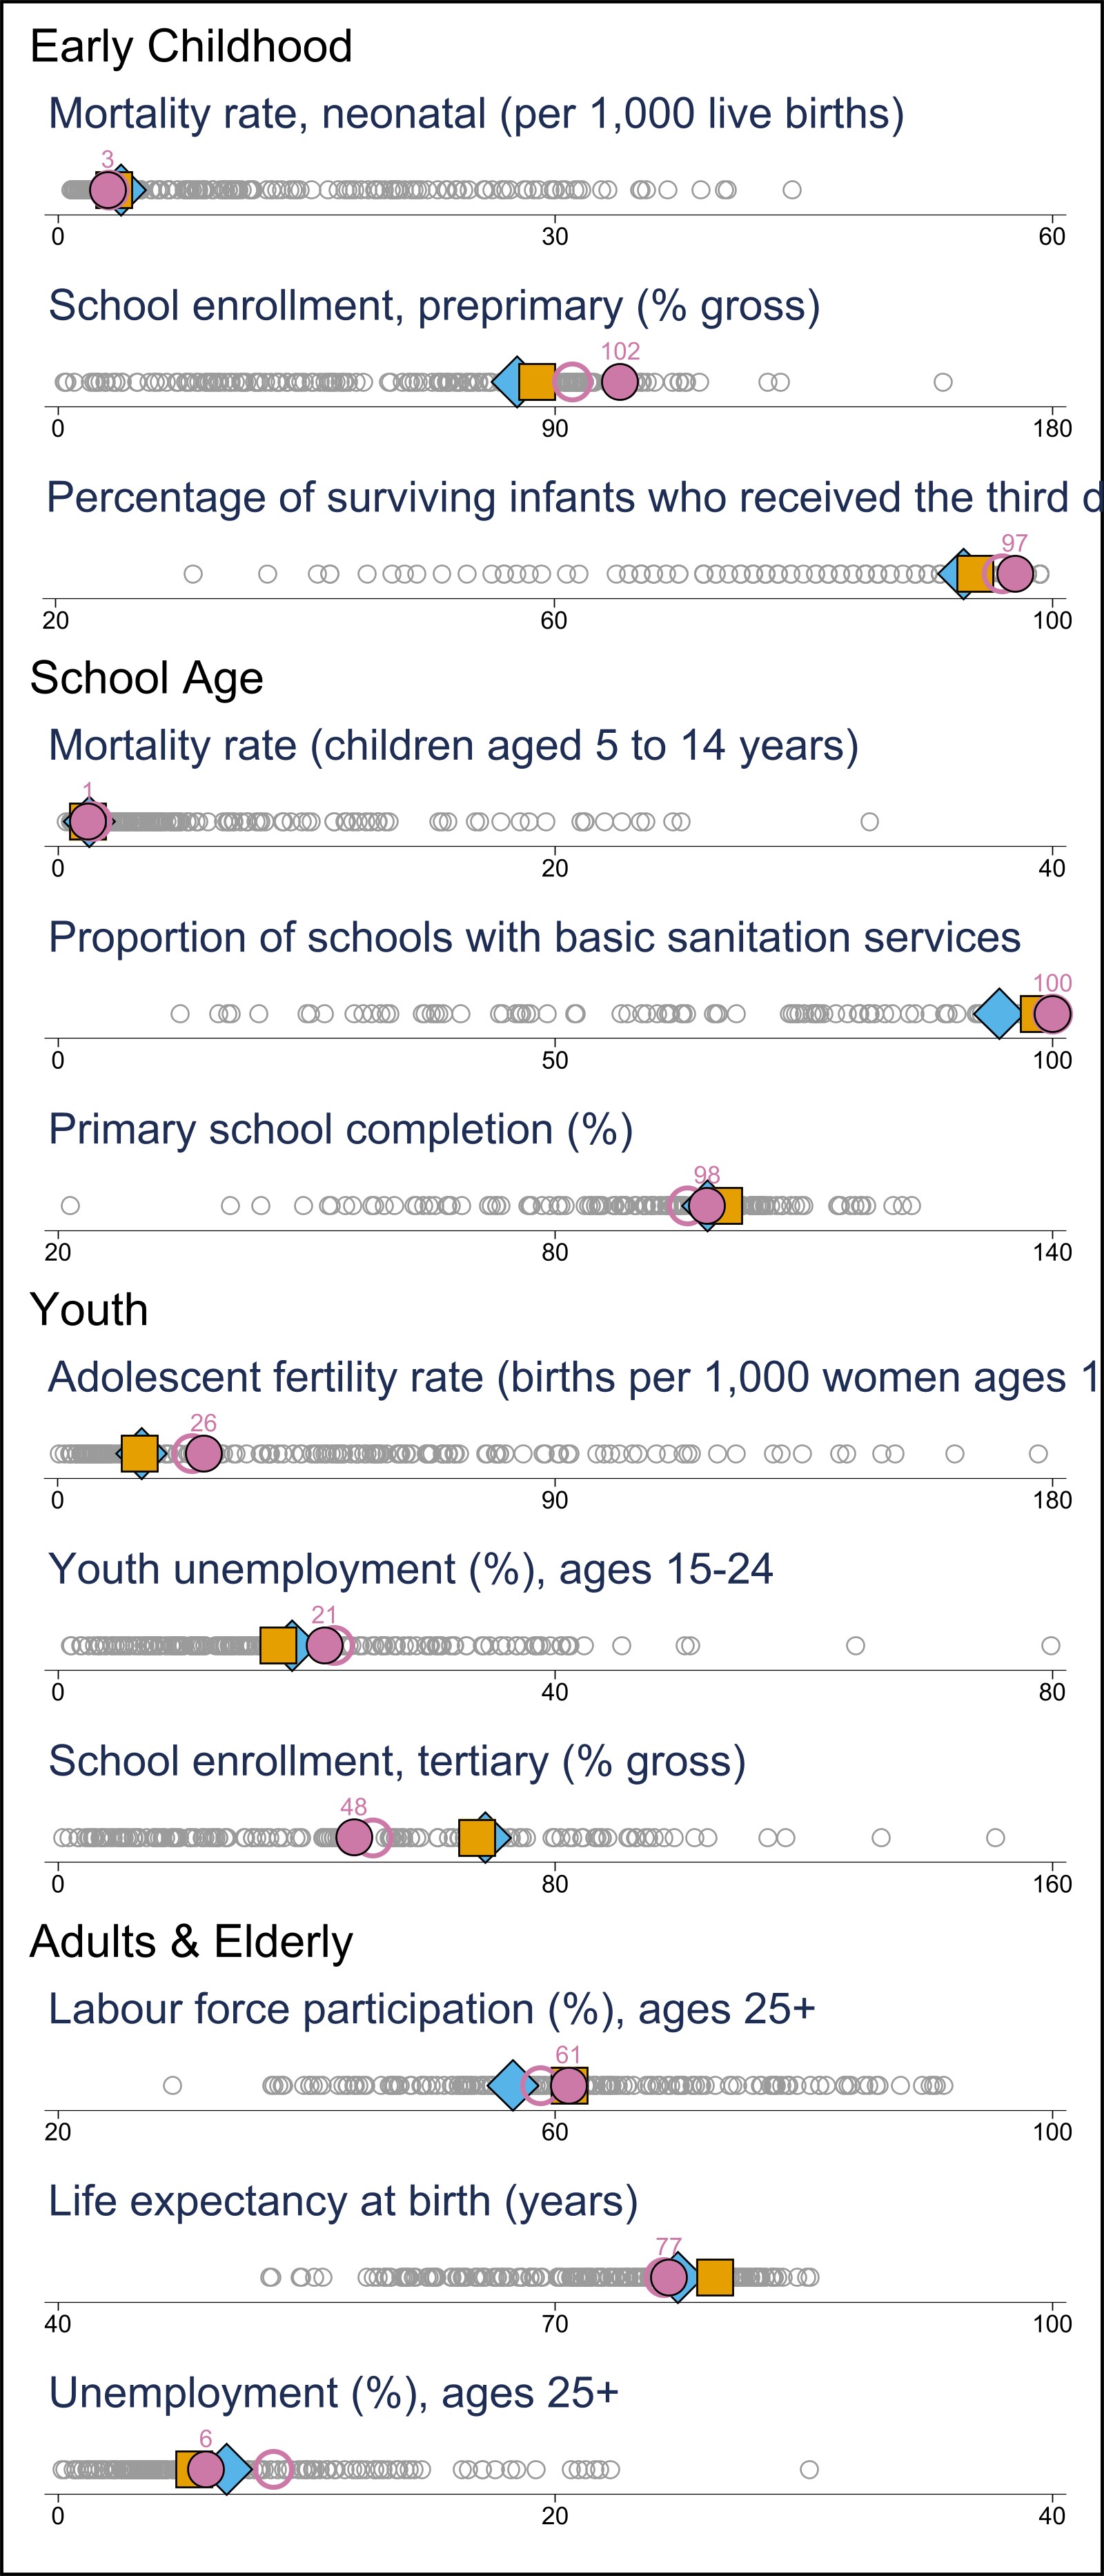 Early Childhood
Mortality rate, neonatal (per 1,000 live births)
3
0 30 60
School enrollment, preprimary (% gross)
102
0 90 180
Percentage of surviving infants who received the third d
97
20 60 100
School Age
Mortality rate (children aged 5 to 14 years)
1
0 20 40
Proportion of schools with basic sanitation services
100
0 50 100
Primary school completion (%)
98
20 80 140
Youth
Adolescent fertility rate (births per 1,000 women ages 1
26
0 90 180
Youth unemployment (%), ages 15-24
21
0 40 80
School enrollment, tertiary (% gross)
48
0 80 160
Adults & Elderly
Labour force participation (%), ages 25+
61
20 60 100
Life expectancy at birth (years)
77
40 70 100
Unemployment (%), ages 25+
6
0 20 40